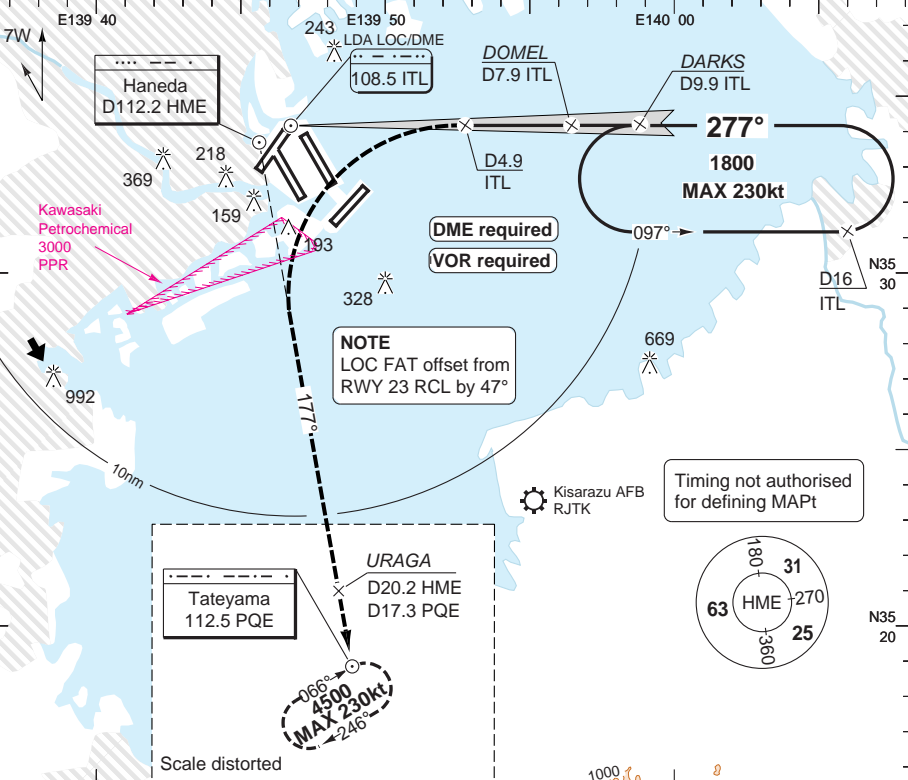 E139 40
E139 50
E140 00
7W
243
LDA LOC/DME
108.5 ITL
DOMEL
D7.9 ITL
DARKS
D9.9 ITL
Haneda
D112.2 HME
277°
1800
MAX 230kt
D4.9
ITL
218
369
159
193
Kawasaki
Petrochemical
3000
PPR
DME required
VOR required
097°
D16
ITL
N35
30
328
NOTE
LOC FAT offset from
RWY 23 RCL by 47°
669
992
177°
10nm
Kisarazu AFB
RJTK
Timing not authorised
for defining MAPt
URAGA
D20.2 HME
D17.3 PQE
Tateyama
112.5 PQE
180
31
63
HME
270
25
360
N35
20
066°
4500
MAX 230kt
246°
Scale distorted
1000